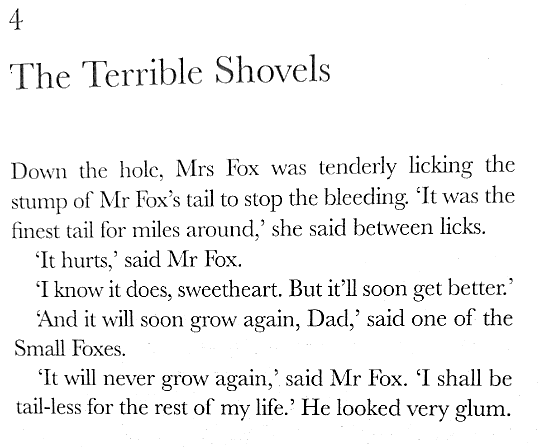 4
The Terrible Shovels
Down the hole, Mrs Fox was tenderly licking the
stump of Mr Fox's tail to stop the bleeding. 'It was the
finest tail for miles around,' she said between licks.
'It hurts,' said Mr Fox.
'I know it does, sweetheart. But it'll soon get better.'
'And it will soon grow again, Dad,' said one of the
Small Foxes.
'It will never grow again,' said Mr Fox. 'I shall be
tail-less for the rest of my life.' He looked very glum.